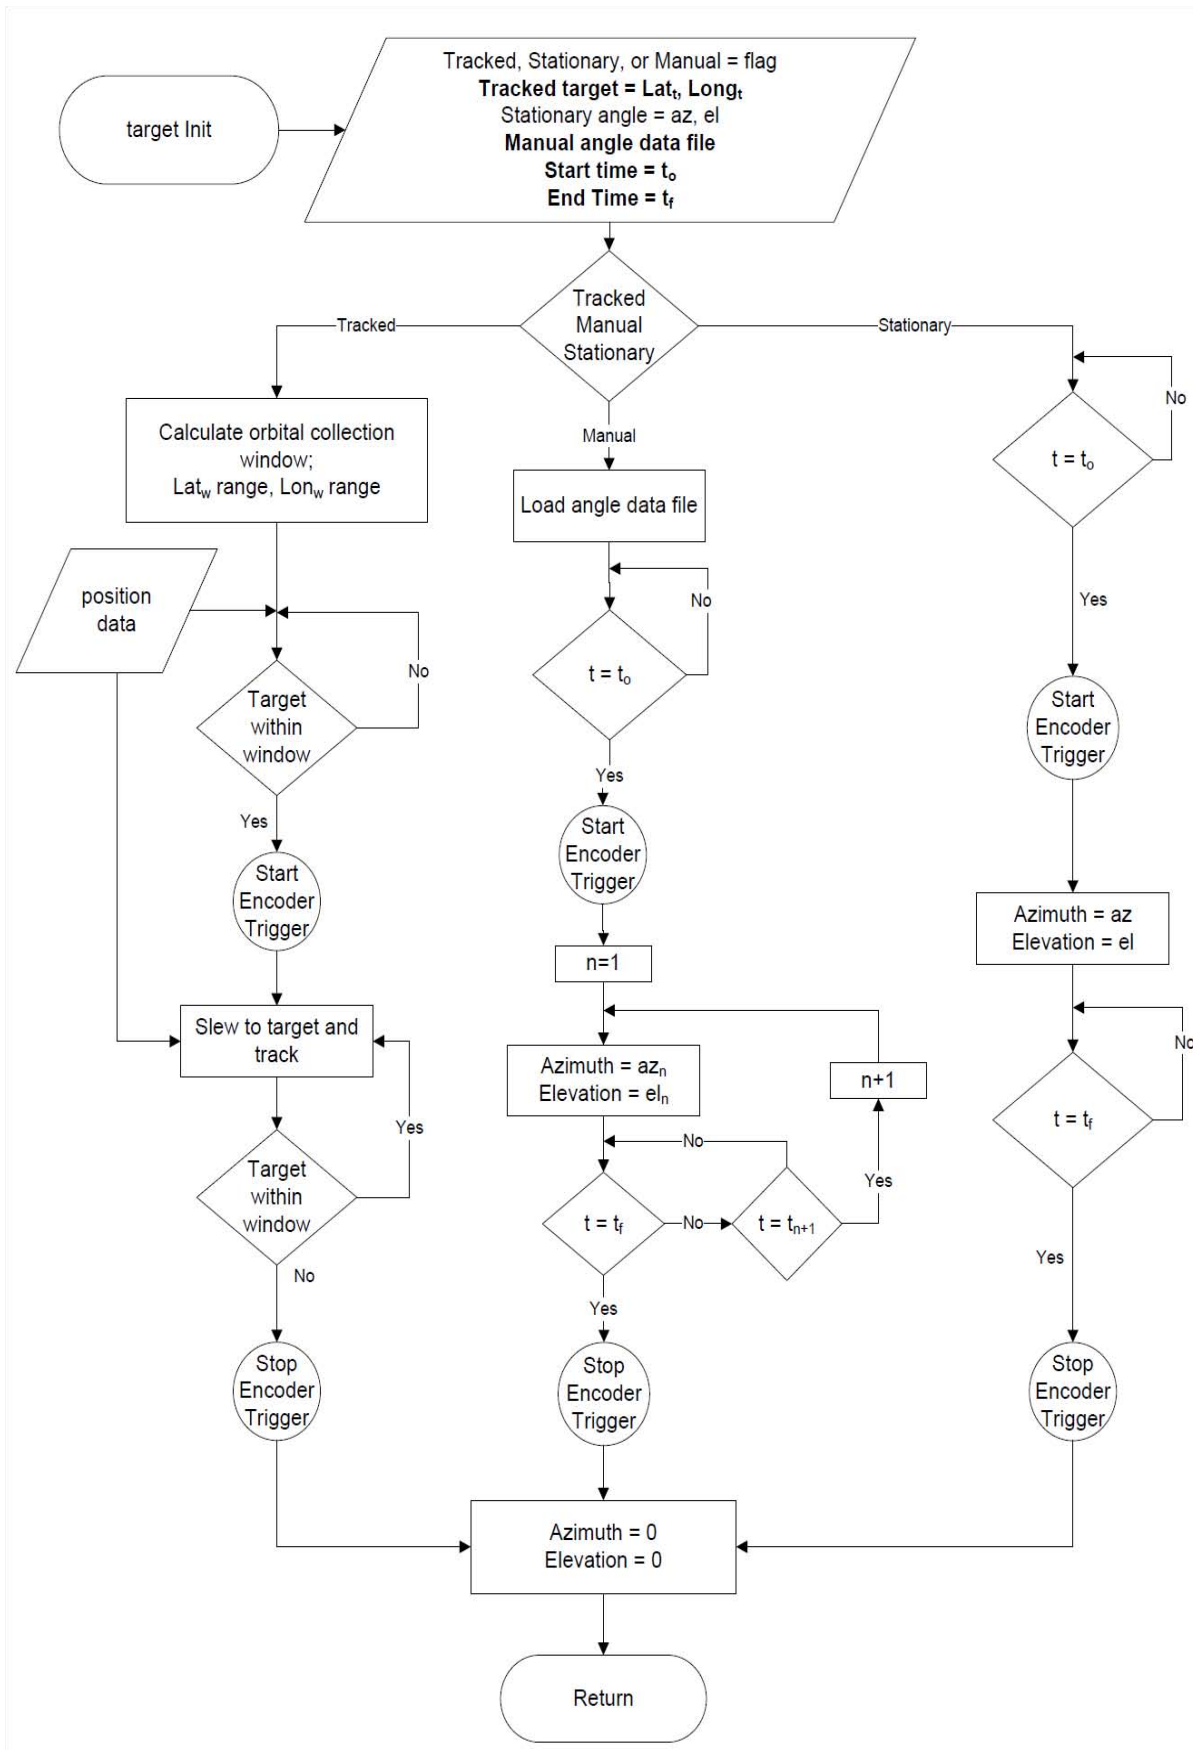 target Init
Tracked, Stationary, or Manual = flag
Tracked target = Latₜ, Longₜ
Stationary angle = az, el
Manual angle data file
Start time = tₒ
End Time = t_f
Tracked
Manual
Stationary
Tracked
Stationary
Manual
Calculate orbital collection
window;
Lat_w range, Lon_w range
Load angle data file
t = tₒ
No
Yes
position
data
No
Target
within
window
Yes
t = tₒ
No
Yes
Start
Encoder
Trigger
Start
Encoder
Trigger
Start
Encoder
Trigger
n=1
Azimuth = az
Elevation = el
Slew to target and
track
Yes
Azimuth = azₙ
Elevation = elₙ
n+1
No
Target
within
window
No
No
t = t_f
No
t = tₙ₊₁
Yes
t = t_f
Yes
Yes
Stop
Encoder
Trigger
Stop
Encoder
Trigger
Stop
Encoder
Trigger
Azimuth = 0
Elevation = 0
Return